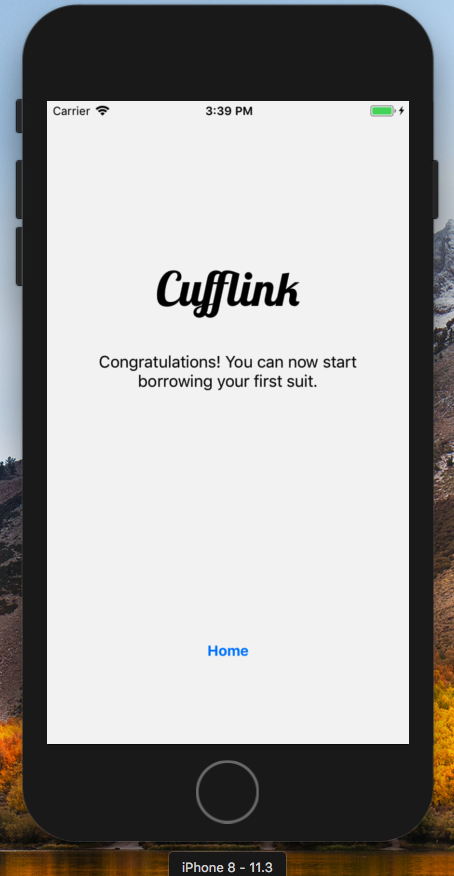 Carrier 3:39 PM
Cufflink
Congratulations! You can now start
borrowing your first suit.
Home
iPhone 8 - 11.3